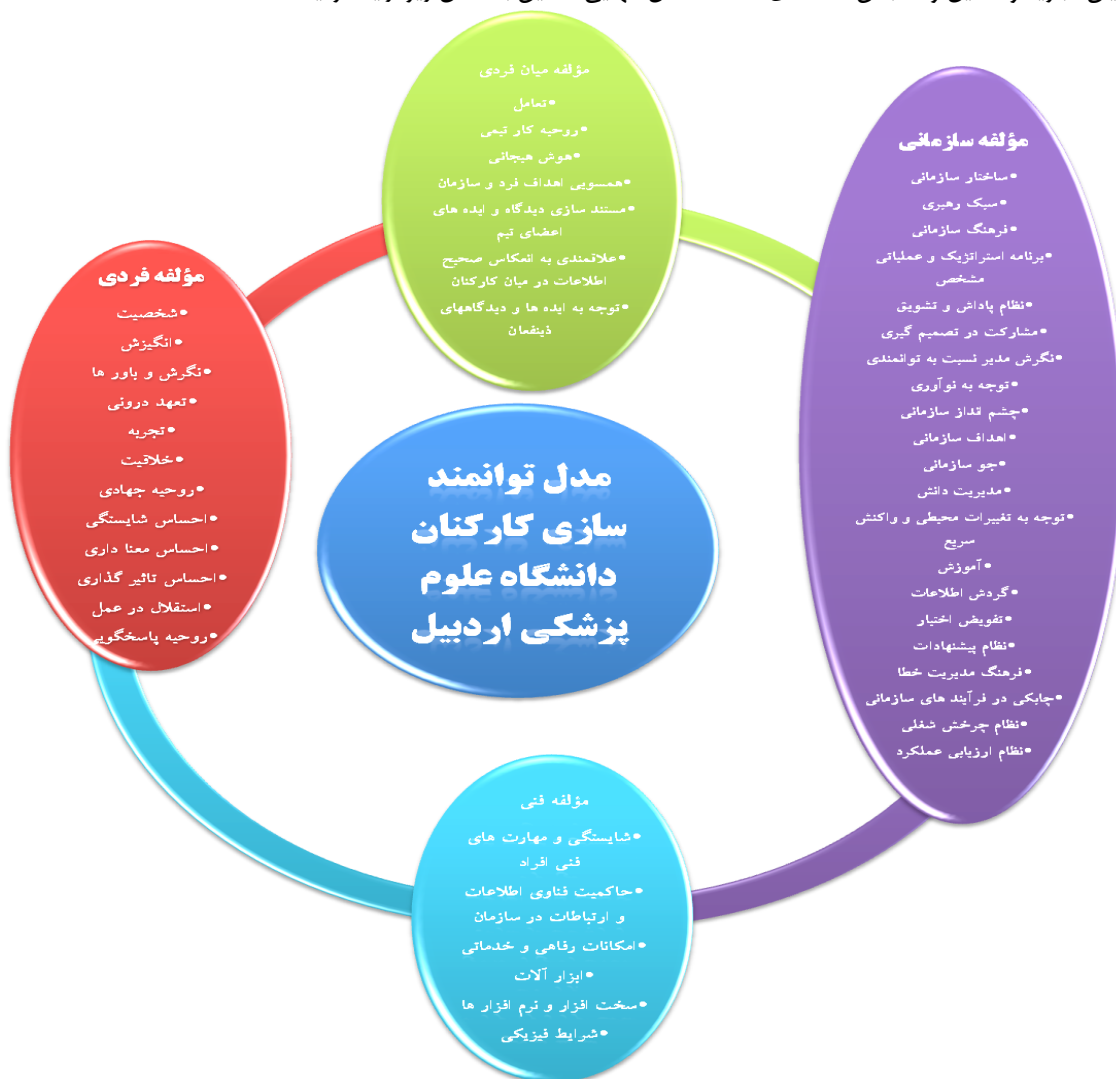 مؤلفه میان فردی
•تعامل
•روحیه کار تیمی
•هوش هیجانی
•همسویی اهداف فرد و سازمان
•مستند سازی دیدگاه و ایده های
اعضای تیم
•علاقمندی به انعکاس صحیح
اطلاعات در میان کارکنان
•توجه به ایده ها و دیدگاههای
ذینفعان
مؤلفه سازمانی
•ساختار سازمانی
•سبک رهبری
•فرهنگ سازمانی
•برنامه استراتژیک و عملیاتی
مشخص
•نظام پاداش و تشویق
•مشارکت در تصمیم گیری
•نگرش مدیر نسبت به توانمندی
•توجه به نوآوری
•چشم انداز سازمانی
•اهداف سازمانی
•جو سازمانی
•مدیریت دانش
•توجه به تغییرات محیطی و واکنش
سریع
•آموزش
•گردش اطلاعات
•تفویض اختیار
•نظام پیشنهادات
•فرهنگ مدیریت خطا
•چابکی در فرآیند های سازمانی
•نظام چرخش شغلی
•نظام ارزیابی عملکرد
مؤلفه فردی
•شخصیت
•انگیزش
•نگرش و باور ها
•تعهد درونی
•تجربه
•خلاقیت
•روحیه جهادی
•احساس شایستگی
•احساس معنا داری
•احساس تاثیر گذاری
•استقلال در عمل
•روحیه پاسخگویی
مدل توانمند
سازی کارکنان
دانشگاه علوم
پزشکی اردبیل
مؤلفه فنی
•شایستگی و مهارت های
فنی افراد
•حاکمیت فناوی اطلاعات
و ارتباطات در سازمان
•امکانات رفاهی و خدماتی
•ابزار آلات
•سخت افزار و نرم افزار ها
•شرایط فیزیکی